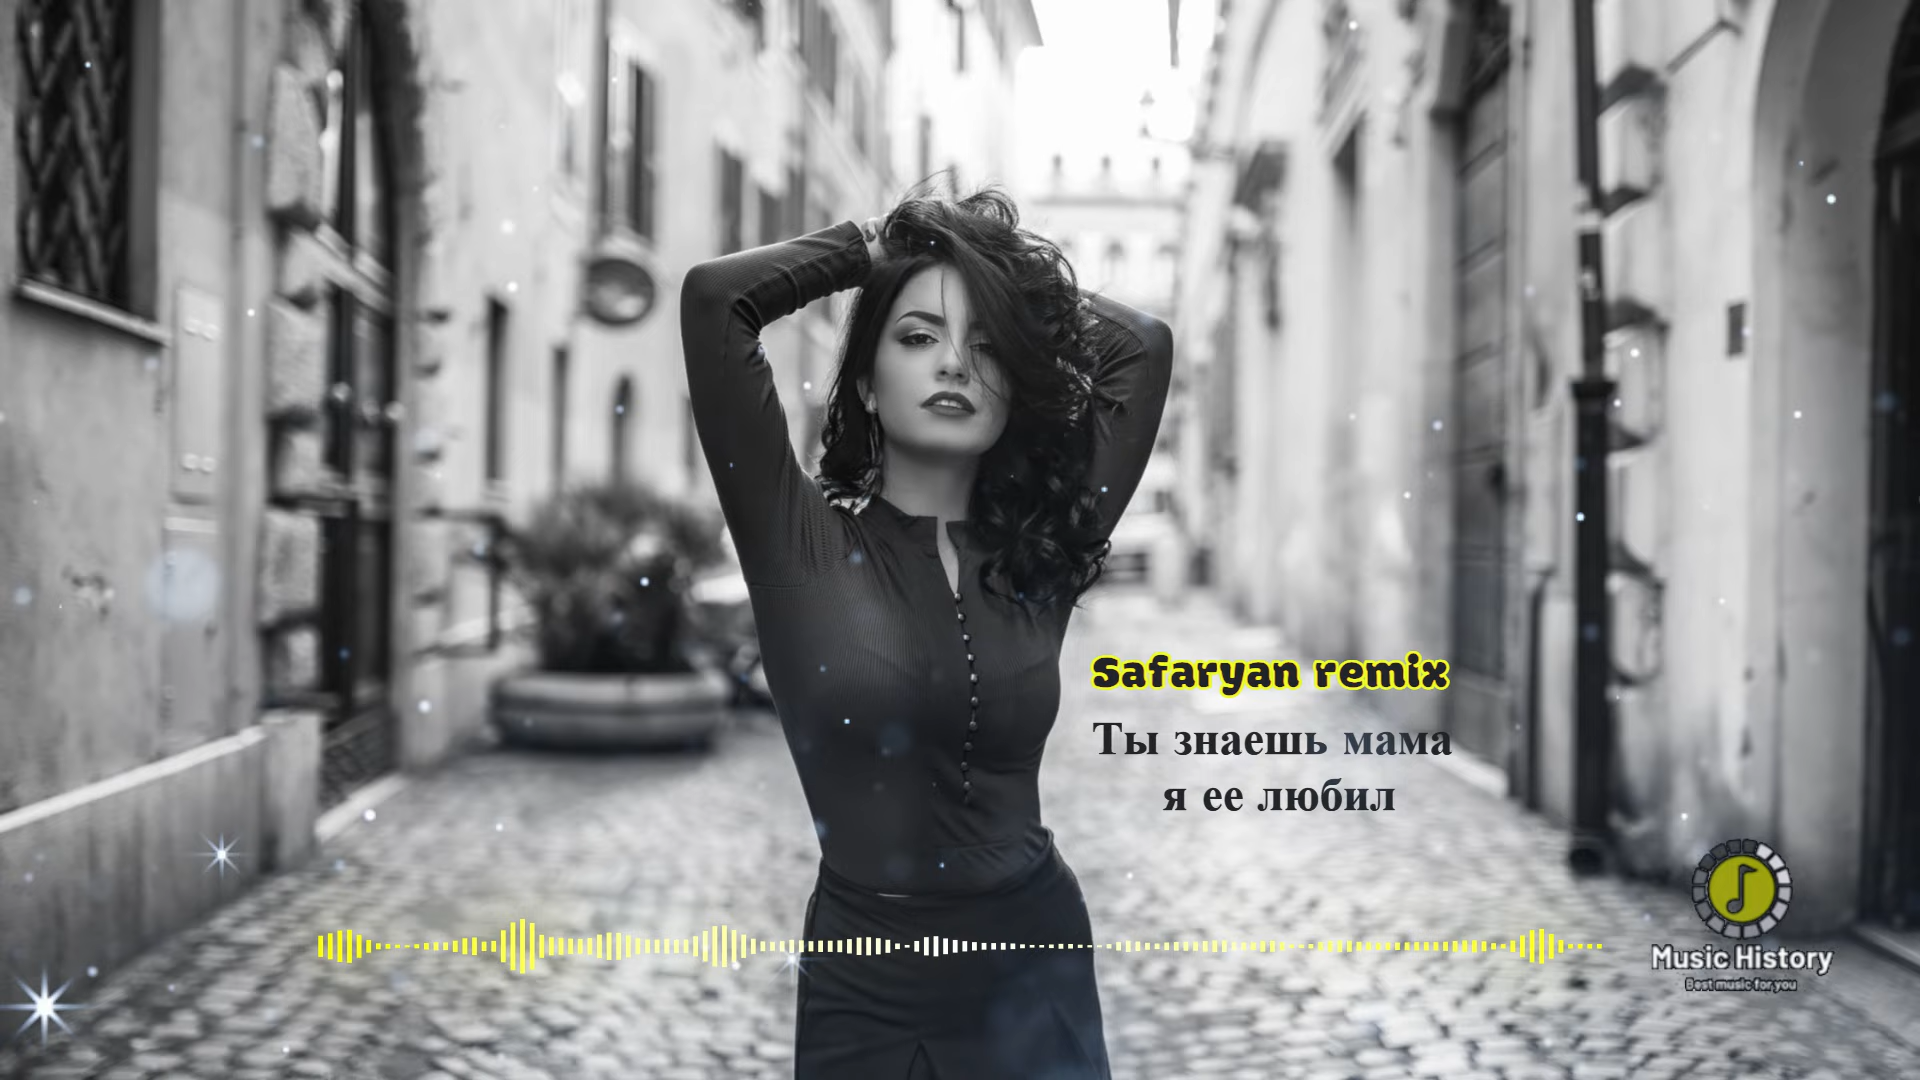 Safaryan remix
Ты знаешь мама
я ее любил
Music History
Best music for you